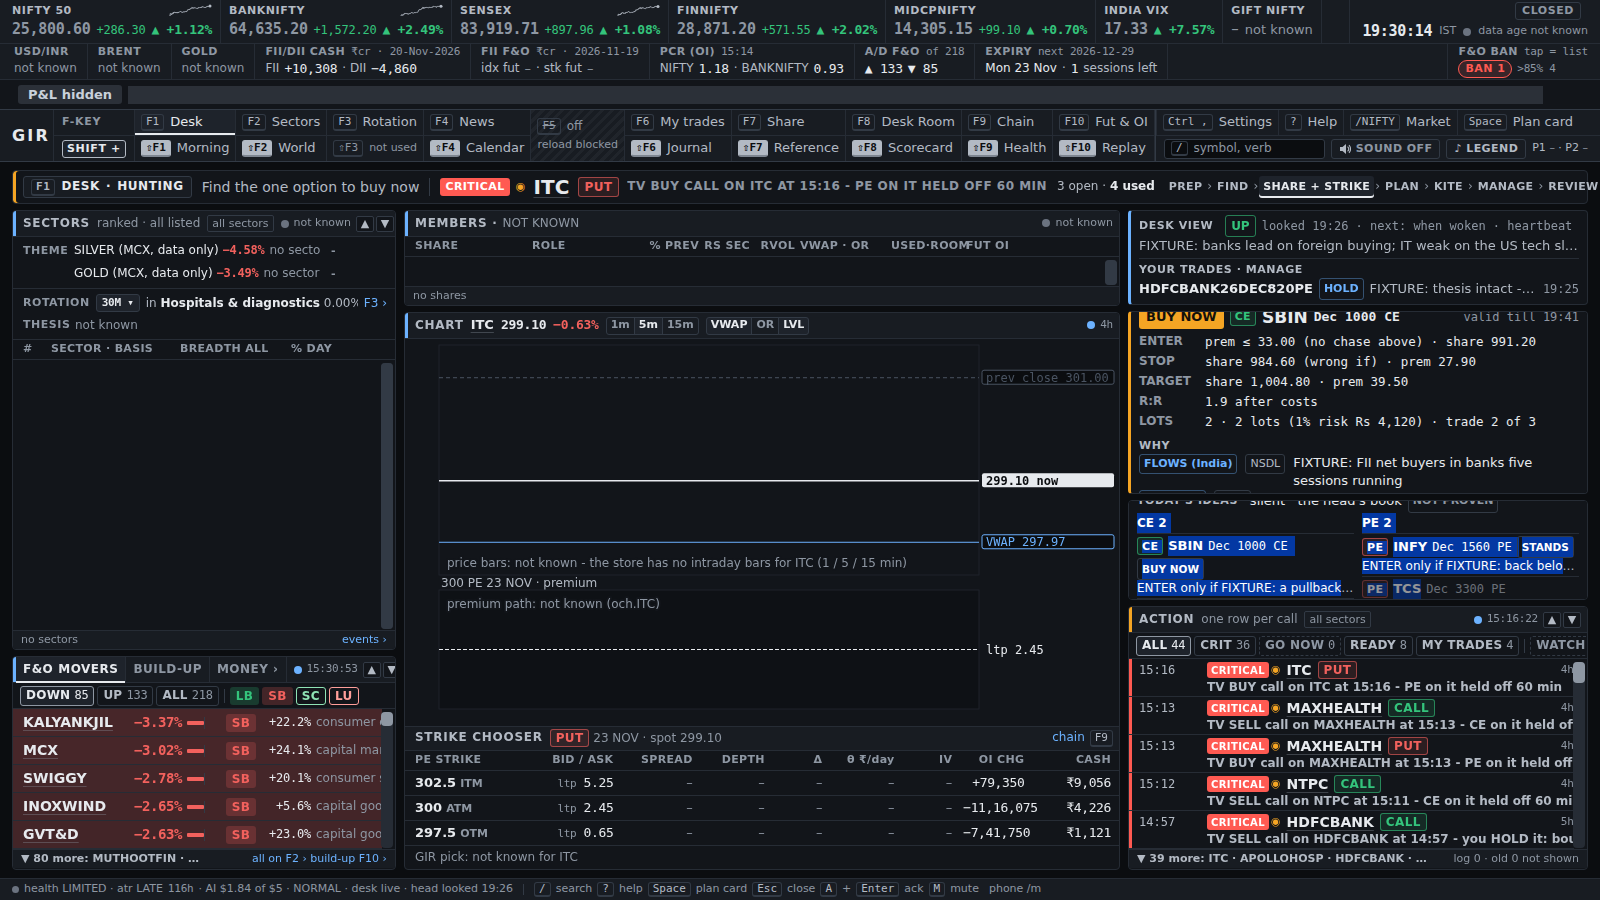 NIFTY 50
25,800.60 +286.30 ▲ +1.12%
BANKNIFTY
64,635.20 +1,572.20 ▲ +2.49%
SENSEX
83,919.71 +897.96 ▲ +1.08%
FINNIFTY
28,871.20 +571.55 ▲ +2.02%
MIDCPNIFTY
14,305.15 +99.10 ▲ +0.70%
INDIA VIX
17.33 ▲ +7.57%
GIFT NIFTY
– not known
CLOSED
19:30:14 IST data age not known
USD/INR
not known
BRENT
not known
GOLD
not known
FII/DII CASH ₹cr · 20-Nov-2026
FII +10,308 · DII −4,860
FII F&O ₹cr · 2026-11-19
idx fut – · stk fut –
PCR (OI) 15:14
NIFTY 1.18 · BANKNIFTY 0.93
A/D F&O of 218
▲ 133 ▼ 85
EXPIRY next 2026-12-29
Mon 23 Nov · 1 sessions left
F&O BAN tap = list
BAN 1 >85% 4
P&L hidden
GIR
F-KEY
F1 Desk F2 Sectors F3 Rotation F4 News
F5 off
reload blocked
F6 My trades F7 Share F8 Desk Room F9 Chain F10 Fut & OI
Ctrl , Settings ? Help /NIFTY Market Space Plan card
SHIFT +
⇧F1 Morning ⇧F2 World ⇧F3 not used ⇧F4 Calendar
⇧F6 Journal ⇧F7 Reference ⇧F8 Scorecard ⇧F9 Health ⇧F10 Replay
/ symbol, verb SOUND OFF ♪ LEGEND P1 – · P2 –
F1 DESK · HUNTING Find the one option to buy now
CRITICAL ITC PUT TV BUY CALL ON ITC AT 15:16 - PE ON IT HELD OFF 60 MIN 3 open · 4 used
PREP › FIND › SHARE + STRIKE › PLAN › KITE › MANAGE › REVIEW
SECTORS ranked · all listed all sectors not known ▲ ▼
THEME SILVER (MCX, data only) −4.58% no secto -
GOLD (MCX, data only) −3.49% no sector -
ROTATION 30M ▾ in Hospitals & diagnostics 0.00% F3 ›
THESIS not known
# SECTOR · BASIS BREADTH ALL % DAY
no sectors events ›
F&O MOVERS BUILD-UP MONEY › 15:30:53 ▲ ▼
DOWN 85 UP 133 ALL 218 LB SB SC LU
KALYANKJIL −3.37% SB +22.2% consumer
MCX −3.02% SB +24.1% capital mar
SWIGGY −2.78% SB +20.1% consumer s
INOXWIND −2.65% SB +5.6% capital goo
GVT&D −2.63% SB +23.0% capital goo
▼ 80 more: MUTHOOTFIN · … all on F2 › build-up F10 ›
MEMBERS · NOT KNOWN not known
SHARE ROLE % PREV RS SEC RVOL VWAP · OR USED·ROOM FUT OI
no shares
CHART ITC 299.10 −0.63% 1m 5m 15m VWAP OR LVL 4h
prev close 301.00
299.10 now
VWAP 297.97
price bars: not known - the store has no intraday bars for ITC (1 / 5 / 15 min)
300 PE 23 NOV · premium
premium path: not known (och.ITC)
ltp 2.45
STRIKE CHOOSER PUT 23 NOV · spot 299.10 chain F9
PE STRIKE BID / ASK SPREAD DEPTH Δ θ ₹/day IV OI CHG CASH
302.5 ITM ltp 5.25 – – – – – +79,350 ₹9,056
300 ATM ltp 2.45 – – – – – −11,16,075 ₹4,226
297.5 OTM ltp 0.65 – – – – – −7,41,750 ₹1,121
GIR pick: not known for ITC
DESK VIEW UP looked 19:26 · next: when woken · heartbeat
FIXTURE: banks lead on foreign buying; IT weak on the US tech sl…
YOUR TRADES · MANAGE
HDFCBANK26DEC820PE HOLD FIXTURE: thesis intact -… 19:25
BUY NOW CE SBIN Dec 1000 CE valid till 19:41
ENTER prem ≤ 33.00 (no chase above) · share 991.20
STOP share 984.60 (wrong if) · prem 27.90
TARGET share 1,004.80 · prem 39.50
R:R 1.9 after costs
LOTS 2 · 2 lots (1% risk Rs 4,120) · trade 2 of 3
WHY
FLOWS (India) NSDL FIXTURE: FII net buyers in banks five
sessions running
TODAY'S IDEAS silent the head's book NOT PROVEN
CE 2
CE SBIN Dec 1000 CE
BUY NOW
ENTER only if FIXTURE: a pullback…
PE 2
PE INFY Dec 1560 PE STANDS
ENTER only if FIXTURE: back belo…
PE TCS Dec 3300 PE
ACTION one row per call all sectors 15:16:22 ▲ ▼
ALL 44 CRIT 36 GO NOW 0 READY 8 MY TRADES 4 WATCH
15:16 CRITICAL ITC PUT 4h
TV BUY call on ITC at 15:16 - PE on it held off 60 min
15:13 CRITICAL MAXHEALTH CALL 4h
TV SELL call on MAXHEALTH at 15:13 - CE on it held of
15:13 CRITICAL MAXHEALTH PUT 4h
TV BUY call on MAXHEALTH at 15:13 - PE on it held off
15:12 CRITICAL NTPC CALL 4h
TV SELL call on NTPC at 15:11 - CE on it held off 60 mi
14:57 CRITICAL HDFCBANK CALL 5h
TV SELL call on HDFCBANK at 14:57 - you HOLD it: bou
▼ 39 more: ITC · APOLLOHOSP · HDFCBANK · … log 0 · old 0 not shown
health LIMITED · atr LATE 116h · AI $1.84 of $5 · NORMAL · desk live · head looked 19:26 / search ? help Space plan card Esc close A + Enter ack M mute phone /m